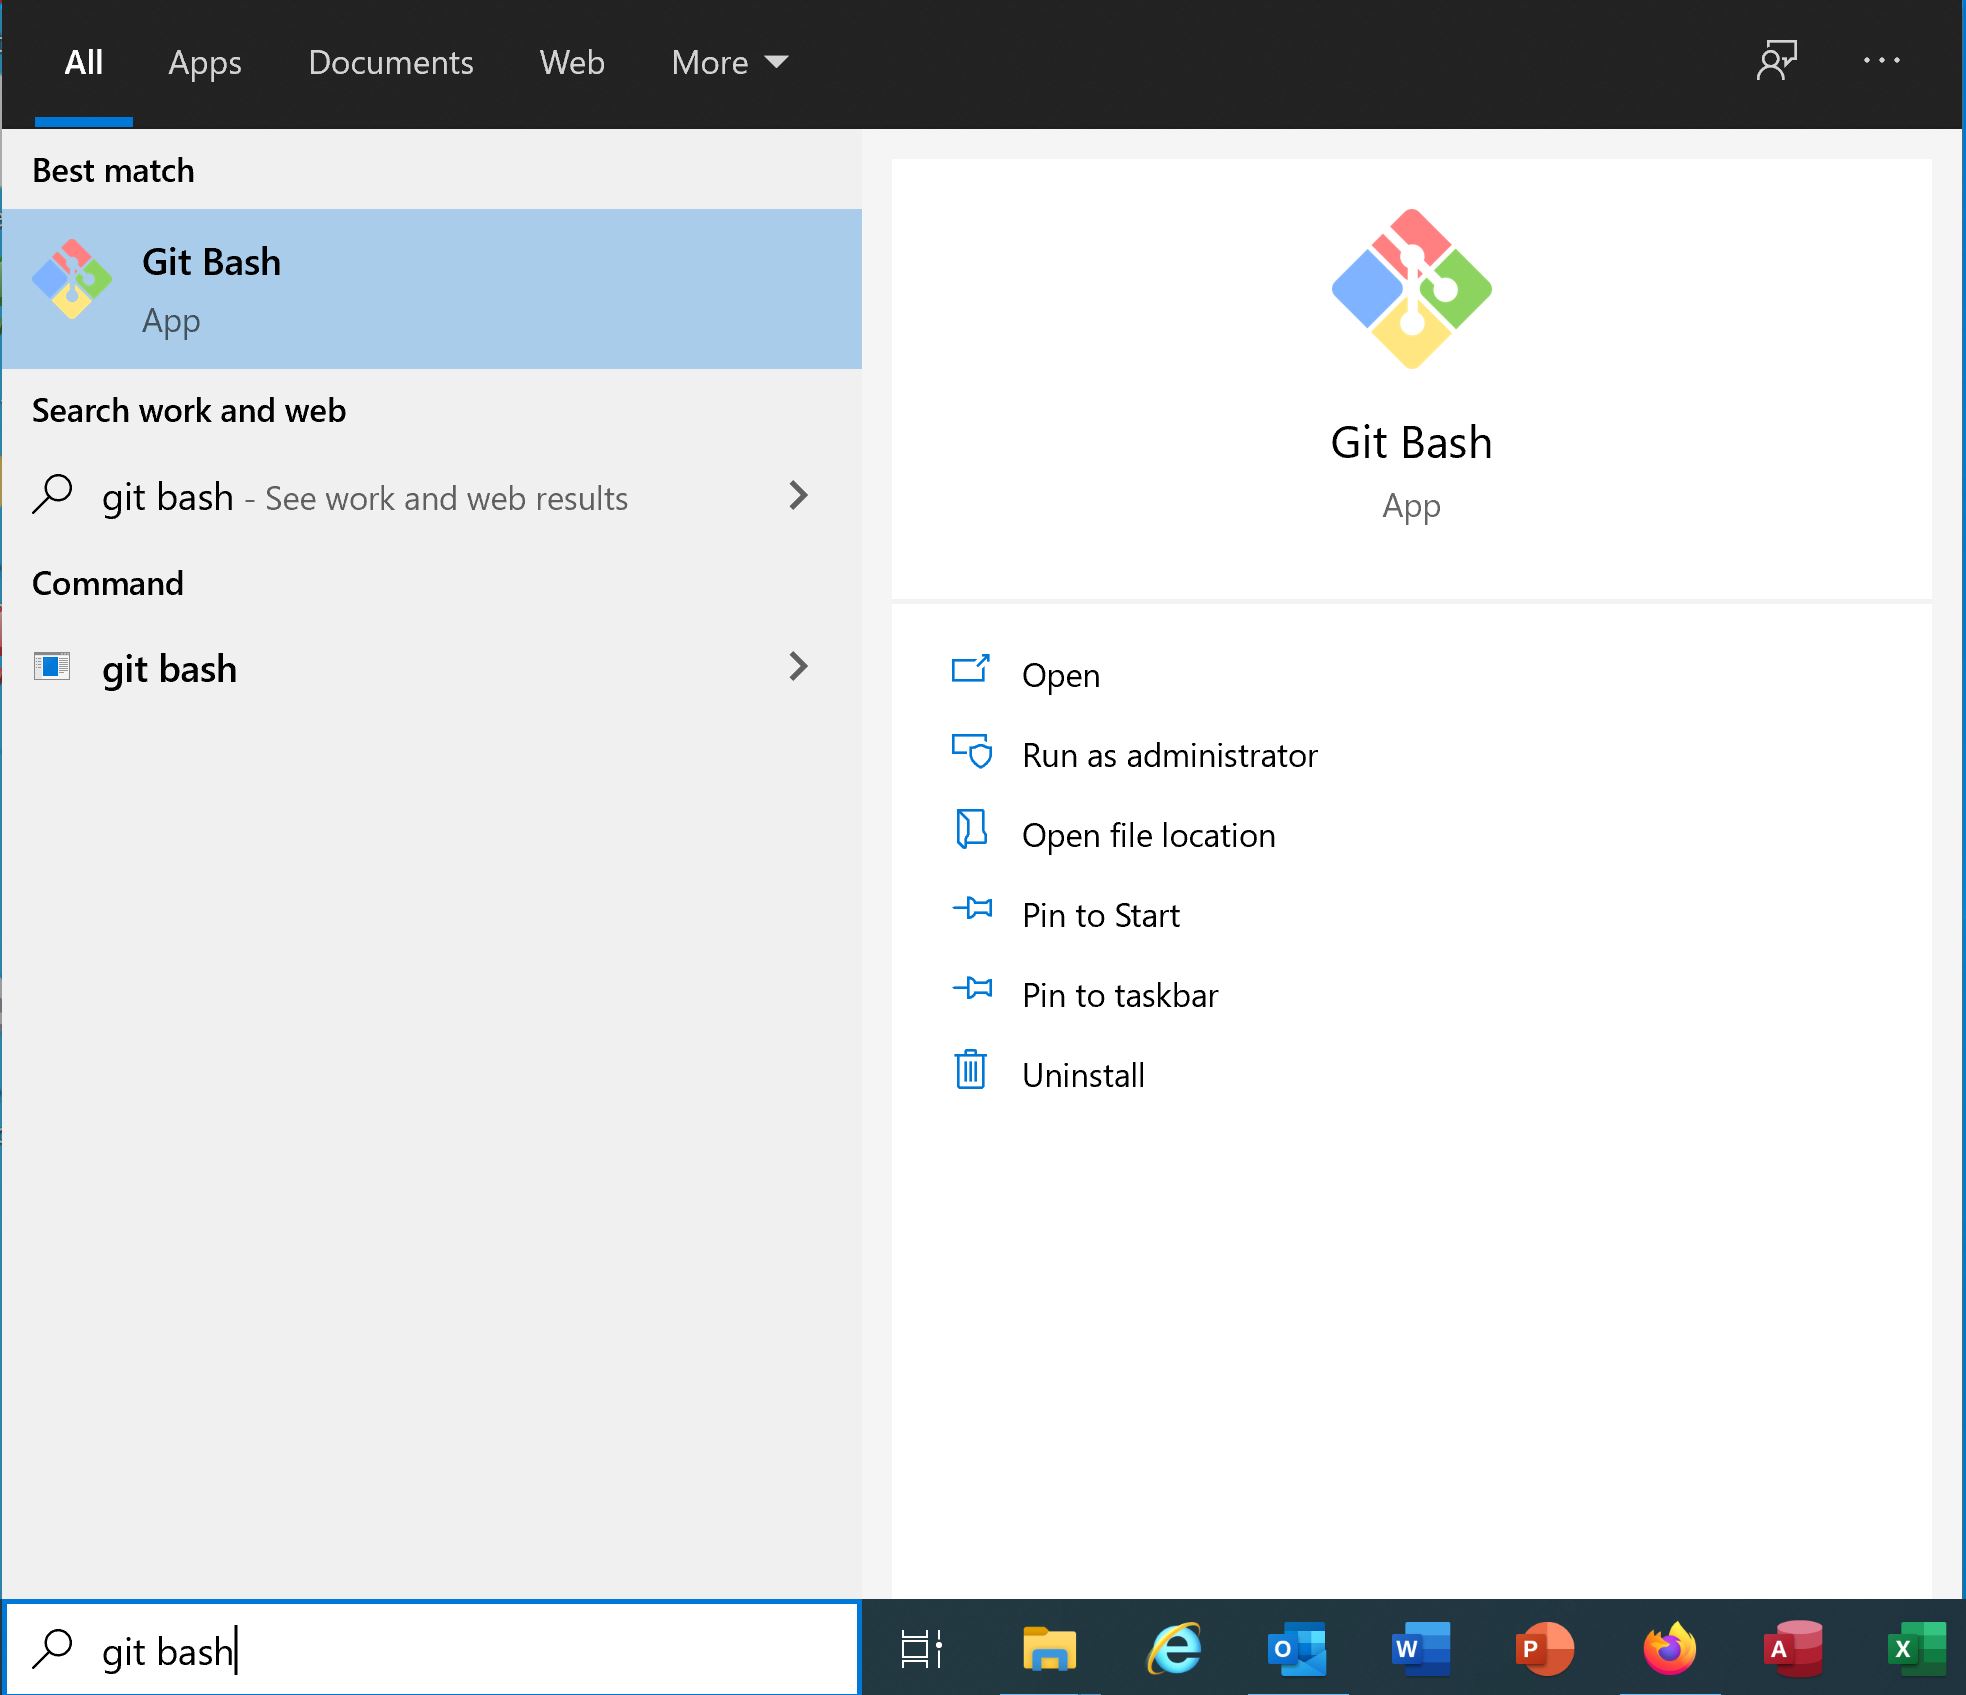 All Apps Documents Web More
Best match
Git Bash
App
Search work and web
git bash - See work and web results
Command
git bash
Git Bash
App
Open
Run as administrator
Open file location
Pin to Start
Pin to taskbar
Uninstall
git bash
O W P A X